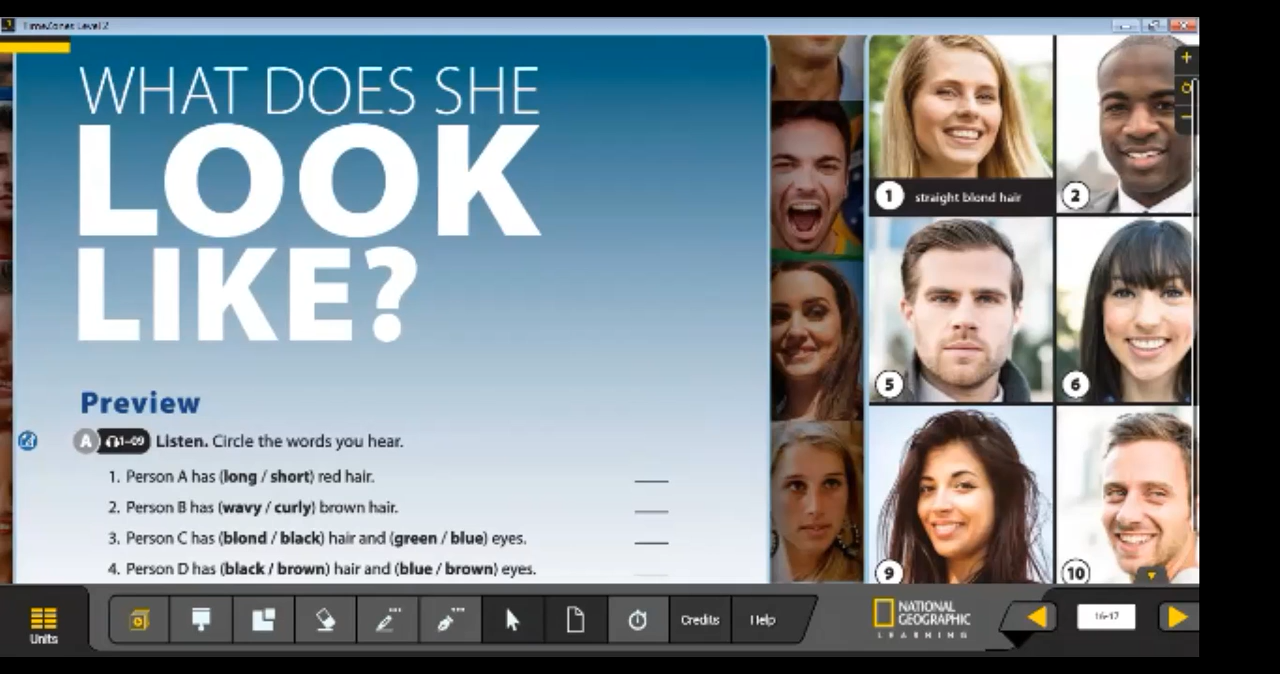 TimeZones Level 2
WHAT DOES SHE
LOOK
LIKE?
Preview
A 1-09 Listen. Circle the words you hear.
1. Person A has (long / short) red hair.
2. Person B has (wavy / curly) brown hair.
3. Person C has (blond / black) hair and (green / blue) eyes.
4. Person D has (black / brown) hair and (blue / brown) eyes.
1 straight blond hair
2
5
6
9
10
Units
Credits
Help
NATIONAL
GEOGRAPHIC
LEARNING
16-17